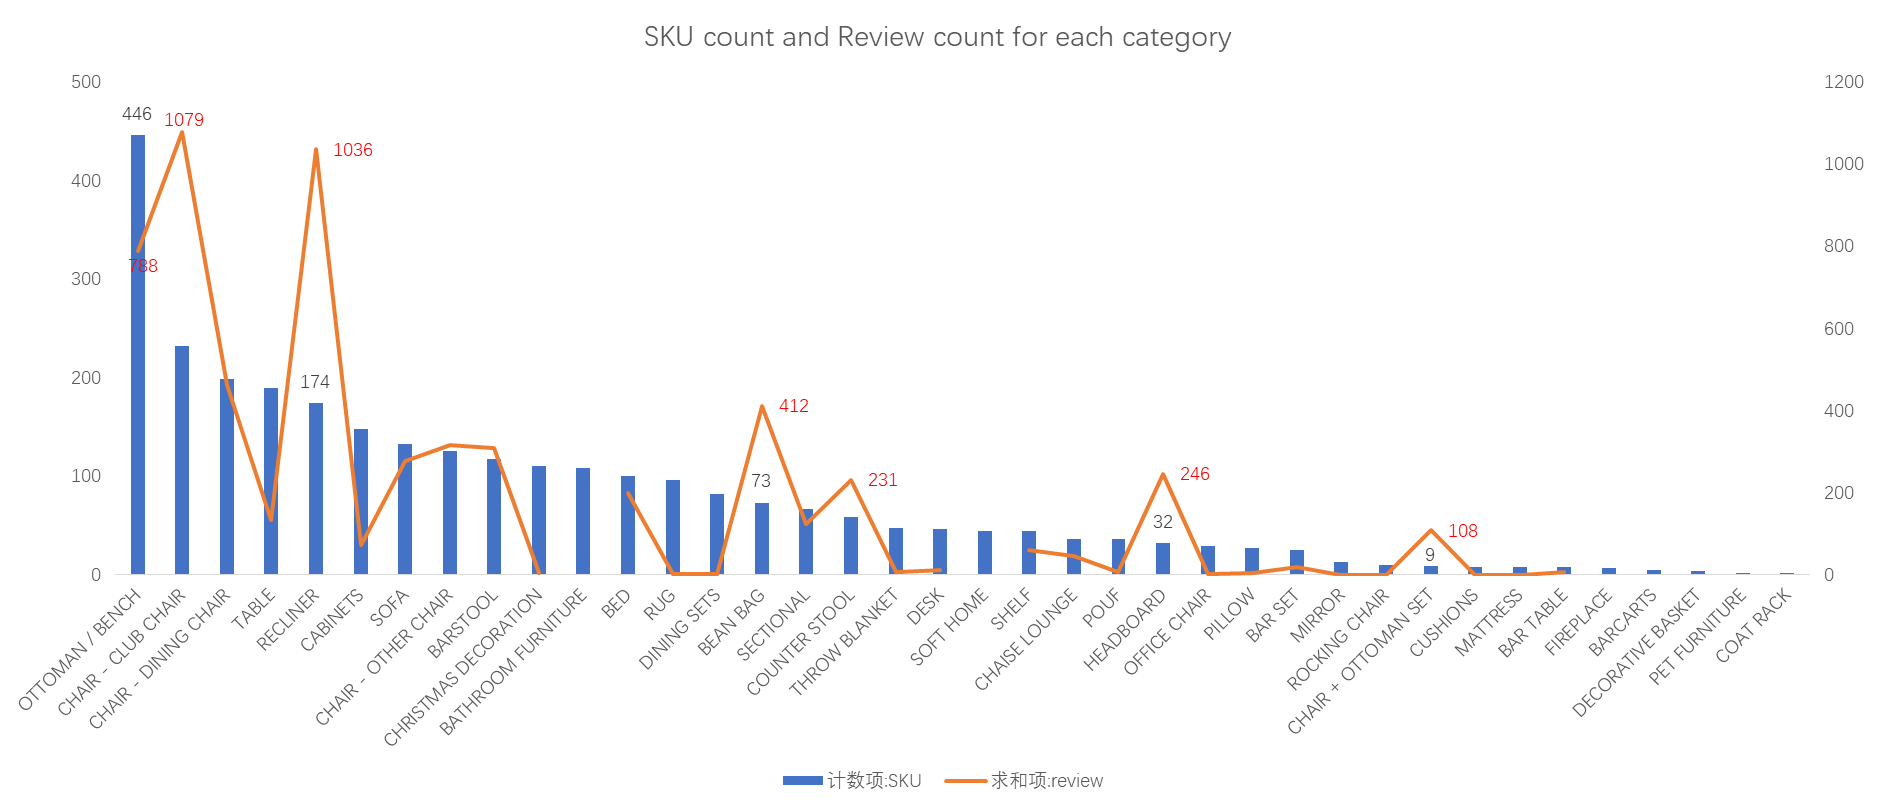 SKU count and Review count for each category
500
400
300
200
100
0
1200
1000
800
600
400
200
0
446
1079
788
1036
174
412
73
231
246
32
108
9
OTTOMAN / BENCH
CHAIR - CLUB CHAIR
CHAIR - DINING CHAIR
TABLE
RECLINER
CABINETS
SOFA
CHAIR - OTHER CHAIR
BARSTOOL
CHRISTMAS DECORATION
BATHROOM FURNITURE
BED
RUG
DINING SETS
BEAN BAG
SECTIONAL
COUNTER STOOL
THROW BLANKET
DESK
SOFT HOME
SHELF
CHAISE LOUNGE
POUF
HEADBOARD
OFFICE CHAIR
PILLOW
BAR SET
MIRROR
ROCKING CHAIR
CHAIR + OTTOMAN SET
CUSHIONS
MATTRESS
BAR TABLE
FIREPLACE
BARCARTS
DECORATIVE BASKET
PET FURNITURE
COAT RACK
计数项:SKU
求和项:review